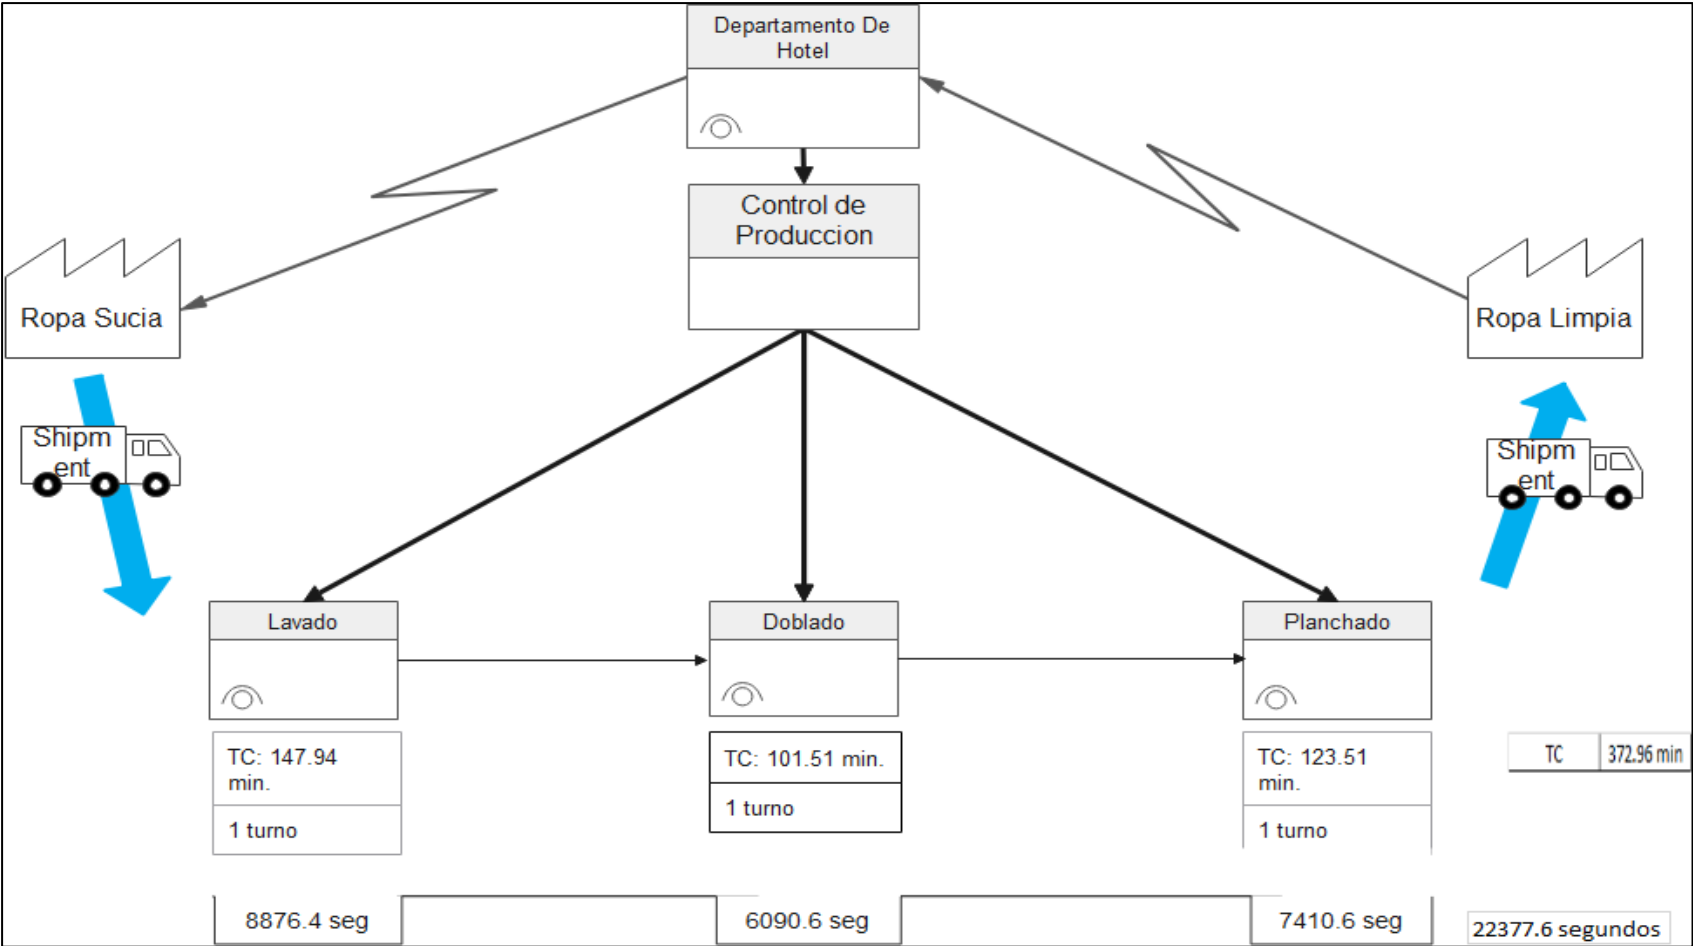 Departamento De
Hotel
Control de
Produccion
Ropa Sucia
Ropa Limpia
Shipm
ent
Shipm
ent
Lavado
Doblado
Planchado
TC: 147.94
min.
1 turno
TC: 101.51 min.
1 turno
TC: 123.51
min.
1 turno
TC 372.96 min
8876.4 seg
6090.6 seg
7410.6 seg
22377.6 segundos